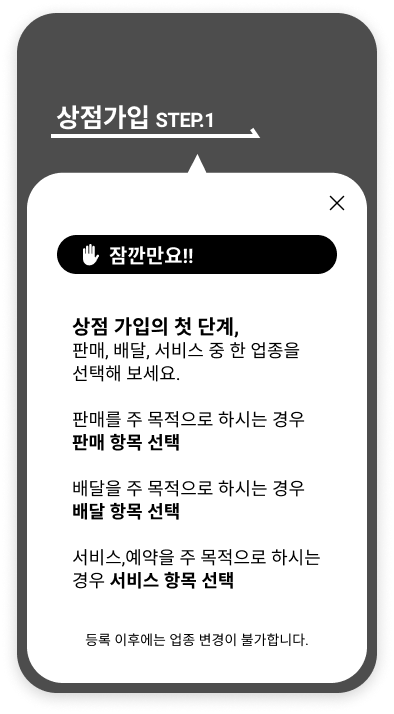 상점가입 STEP.1
잠깐만요!!
상점 가입의 첫 단계,
판매, 배달, 서비스 중 한 업종을
선택해 보세요.
판매를 주 목적으로 하시는 경우
판매 항목 선택
배달을 주 목적으로 하시는 경우
배달 항목 선택
서비스,예약을 주 목적으로 하시는
경우 서비스 항목 선택
등록 이후에는 업종 변경이 불가합니다.